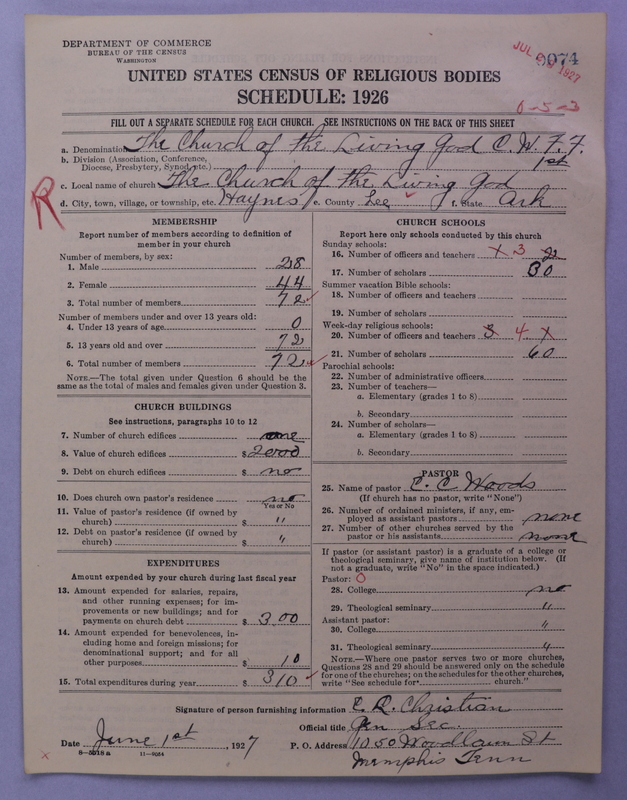 DEPARTMENT OF COMMERCE
BUREAU OF THE CENSUS
WASHINGTON
0074
JUL 1927
UNITED STATES CENSUS OF RELIGIOUS BODIES
SCHEDULE: 1926
0-5-3
FILL OUT A SEPARATE SCHEDULE FOR EACH CHURCH. SEE INSTRUCTIONS ON THE BACK OF THIS SHEET
a. Denomination The Church of the Living God C. W. F. F.
b. Division (Association, Conference, Diocese, Presbytery, Synod, etc.) 1st
c. Local name of church The Church of the Living God
d. City, town, village, or township, etc. Haynes e. County Lee f. State Ark
R
MEMBERSHIP
Report number of members according to definition of member in your church
Number of members, by sex:
1. Male 28
2. Female 44
3. Total number of members 72
Number of members under and over 13 years old:
4. Under 13 years of age 0
5. 13 years old and over 72
6. Total number of members 72
NOTE.—The total given under Question 6 should be the same as the total of males and females given under Question 3.
CHURCH BUILDINGS
See instructions, paragraphs 10 to 12
7. Number of church edifices one
8. Value of church edifices $2000
9. Debt on church edifices $ no
10. Does church own pastor's residence no
Yes or No
11. Value of pastor's residence (if owned by church) $ "
12. Debt on pastor's residence (if owned by church) $ "
EXPENDITURES
Amount expended by your church during last fiscal year
13. Amount expended for salaries, repairs, and other running expenses; for improvements or new buildings; and for payments on church debt $ 300
14. Amount expended for benevolences, including home and foreign missions; for denominational support; and for all other purposes $ 10
15. Total expenditures during year $ 310
CHURCH SCHOOLS
Report here only schools conducted by this church
Sunday schools:
16. Number of officers and teachers X 3 2
17. Number of scholars 30
Summer vacation Bible schools:
18. Number of officers and teachers
19. Number of scholars
Week-day religious schools:
20. Number of officers and teachers 3 4 X
21. Number of scholars 60
Parochial schools:
22. Number of administrative officers
23. Number of teachers—
a. Elementary (grades 1 to 8)
b. Secondary
24. Number of scholars—
a. Elementary (grades 1 to 8)
b. Secondary
PASTOR
25. Name of pastor C. C. Woods
(If church has no pastor, write "None")
26. Number of ordained ministers, if any, employed as assistant pastors none
27. Number of other churches served by the pastor or his assistants none
If pastor (or assistant pastor) is a graduate of a college or theological seminary, give name of institution below. (If not a graduate, write "No" in the space indicated.)
Pastor: O
28. College no
29. Theological seminary "
Assistant pastor:
30. College "
31. Theological seminary "
NOTE.—Where one pastor serves two or more churches, Questions 28 and 29 should be answered only on the schedule for one of the churches; on the schedules for the other churches, write "See schedule for church."
Signature of person furnishing information E. R. Christian
Official title Gen Sec.
Date June 1st, 1927 P. O. Address 1050 Woodlawn St
Memphis Tenn